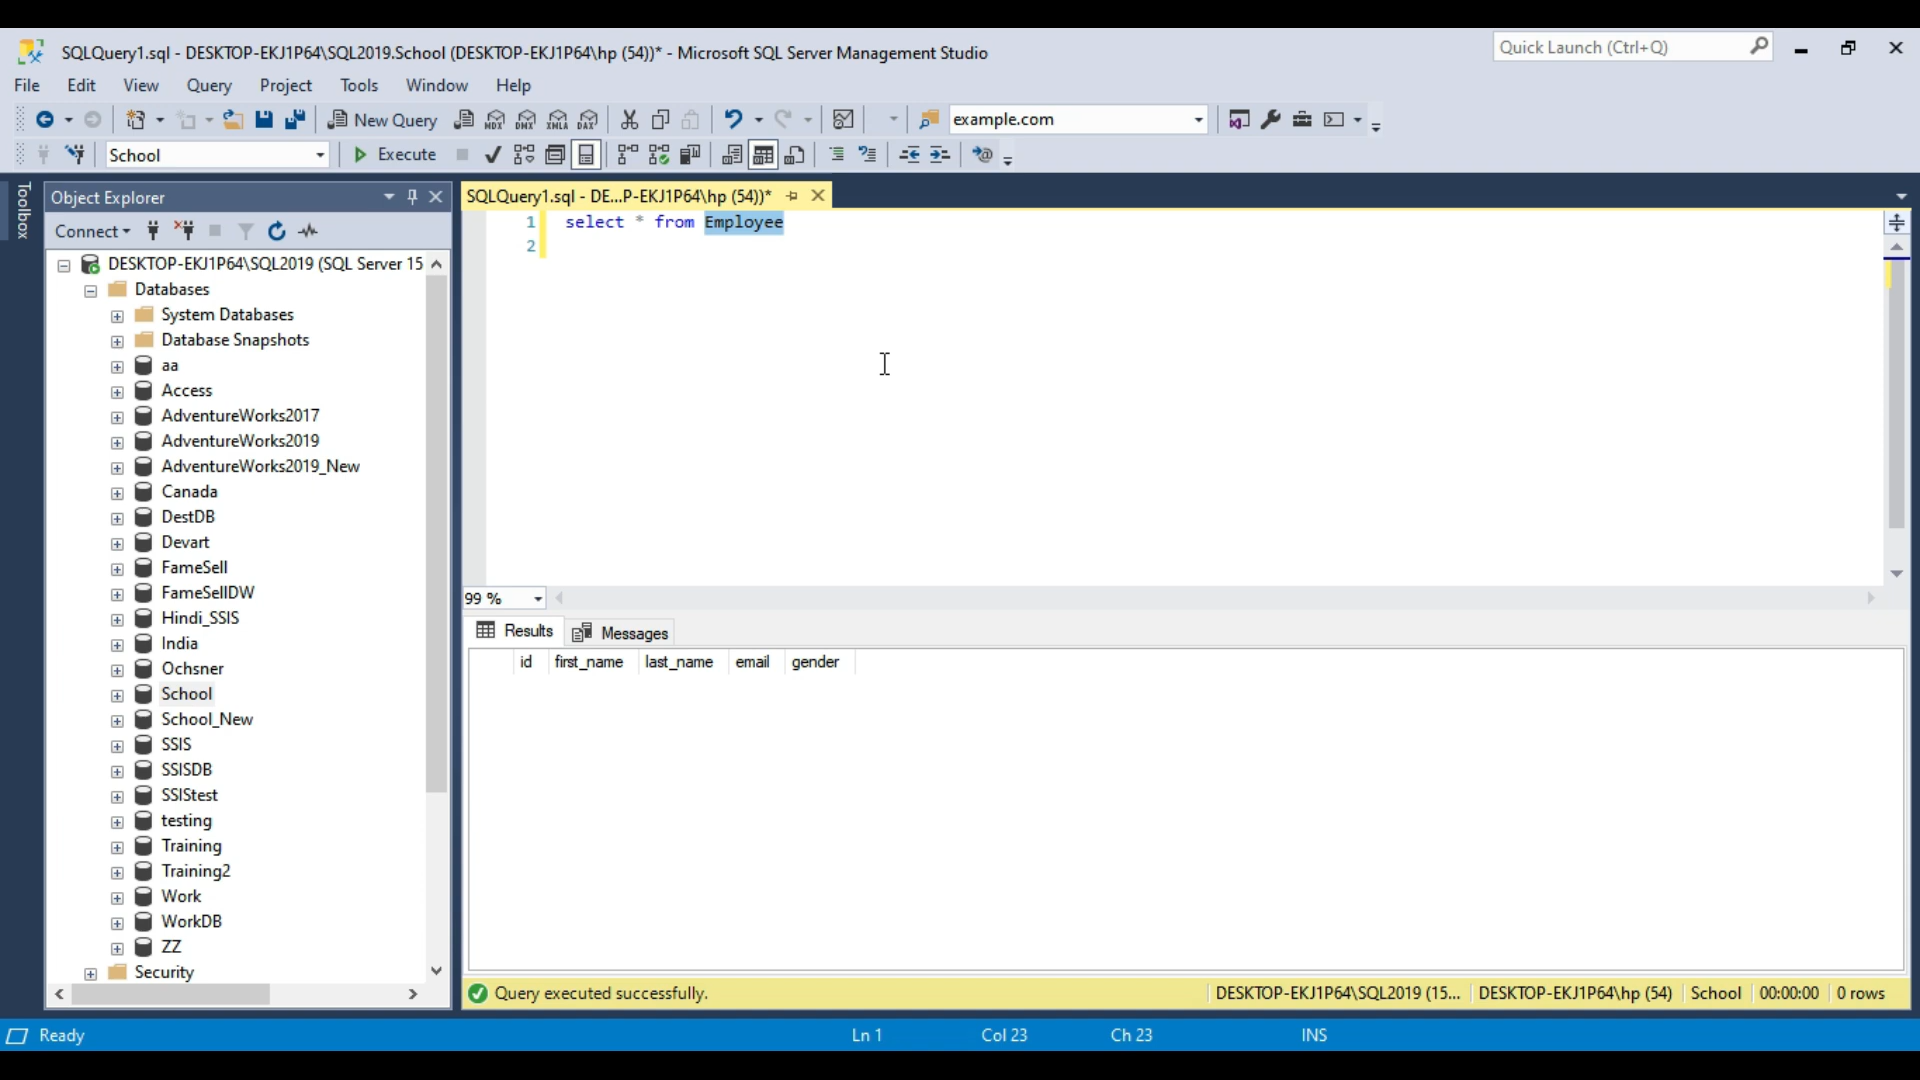 SQLQuery1.sql - DESKTOP-EKJ1P64\SQL2019.School (DESKTOP-EKJ1P64\hp (54))* - Microsoft SQL Server Management Studio
Quick Launch (Ctrl+Q)
File Edit View Query Project Tools Window Help
New Query MDX DMX XMLA DAX example.com
School Execute
Toolbox
Object Explorer
SQLQuery1.sql - DE...P-EKJ1P64\hp (54))*
Connect
DESKTOP-EKJ1P64\SQL2019 (SQL Server 15
Databases
System Databases
Database Snapshots
aa
Access
AdventureWorks2017
AdventureWorks2019
AdventureWorks2019_New
Canada
DestDB
Devart
FameSell
FameSellDW
Hindi_SSIS
India
Ochsner
School
School_New
SSIS
SSISDB
SSIStest
testing
Training
Training2
Work
WorkDB
ZZ
Security
1 select * from Employee
2
99 %
Results Messages
id first_name last_name email gender
Query executed successfully. DESKTOP-EKJ1P64\SQL2019 (15... DESKTOP-EKJ1P64\hp (54) School 00:00:00 0 rows
Ready Ln 1 Col 23 Ch 23 INS